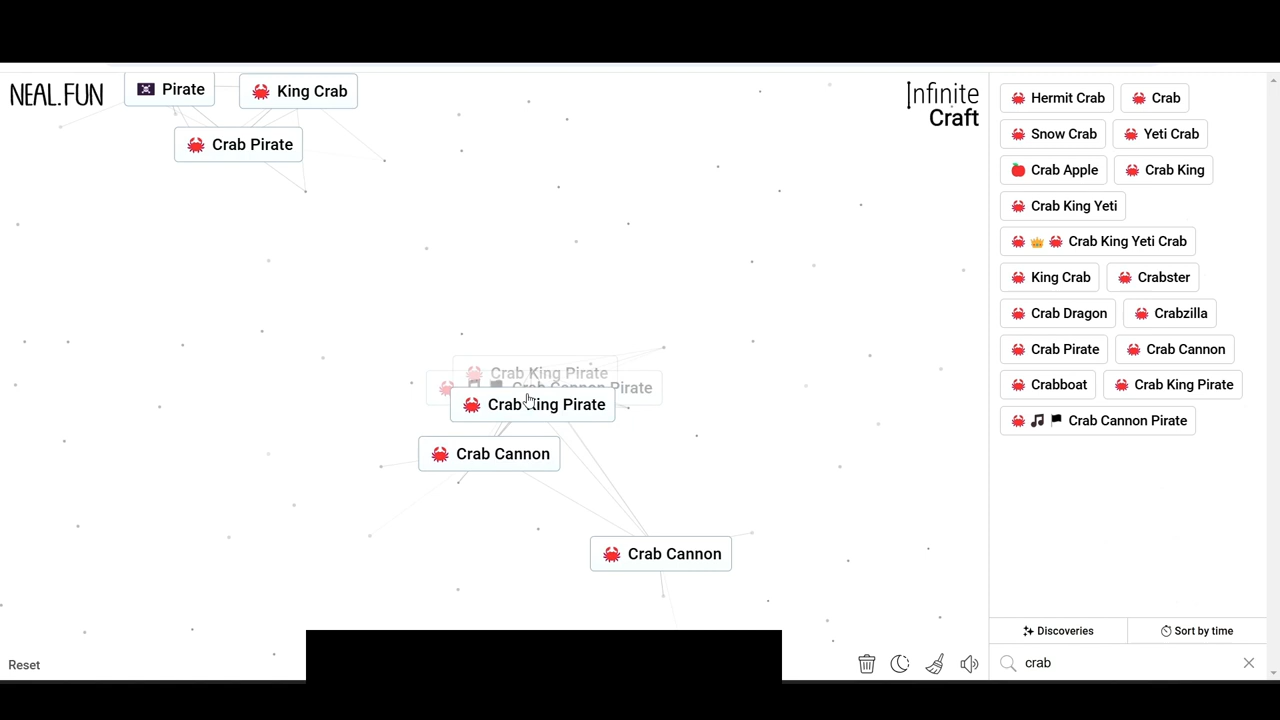 NEAL.FUN
Pirate
King Crab
Crab Pirate
Infinite
Craft
Crab King Pirate
Crab Cannon Pirate
Crab King Pirate
Crab Cannon
Crab Cannon
Hermit Crab
Crab
Snow Crab
Yeti Crab
Crab Apple
Crab King
Crab King Yeti
Crab King Yeti Crab
King Crab
Crabster
Crab Dragon
Crabzilla
Crab Pirate
Crab Cannon
Crabboat
Crab King Pirate
Crab Cannon Pirate
Discoveries
Sort by time
crab
Reset